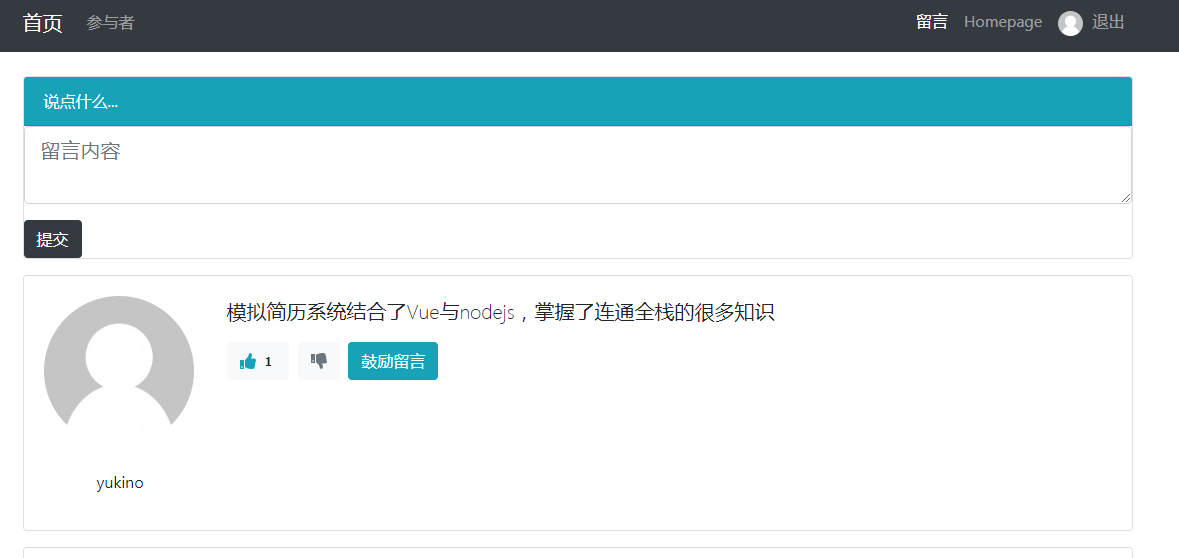 首页 参与者 留言 Homepage 退出
说点什么...
留言内容
提交
模拟简历系统结合了Vue与nodejs，掌握了连通全栈的很多知识
1 鼓励留言
yukino